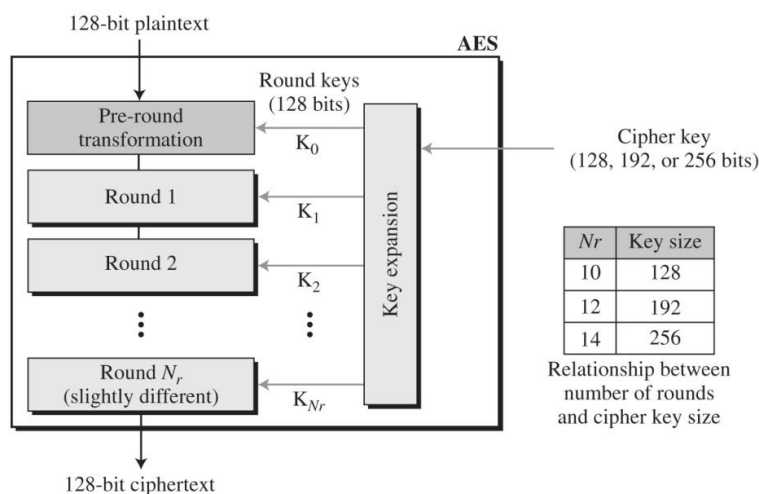 128-bit plaintext
AES
Round keys
(128 bits)
Pre-round
transformation
K0
Cipher key
(128, 192, or 256 bits)
Round 1
K1
Round 2
K2
Key expansion
Nr Key size
10 128
12 192
14 256
Relationship between
number of rounds
and cipher key size
Round Nr
(slightly different)
KNr
128-bit ciphertext